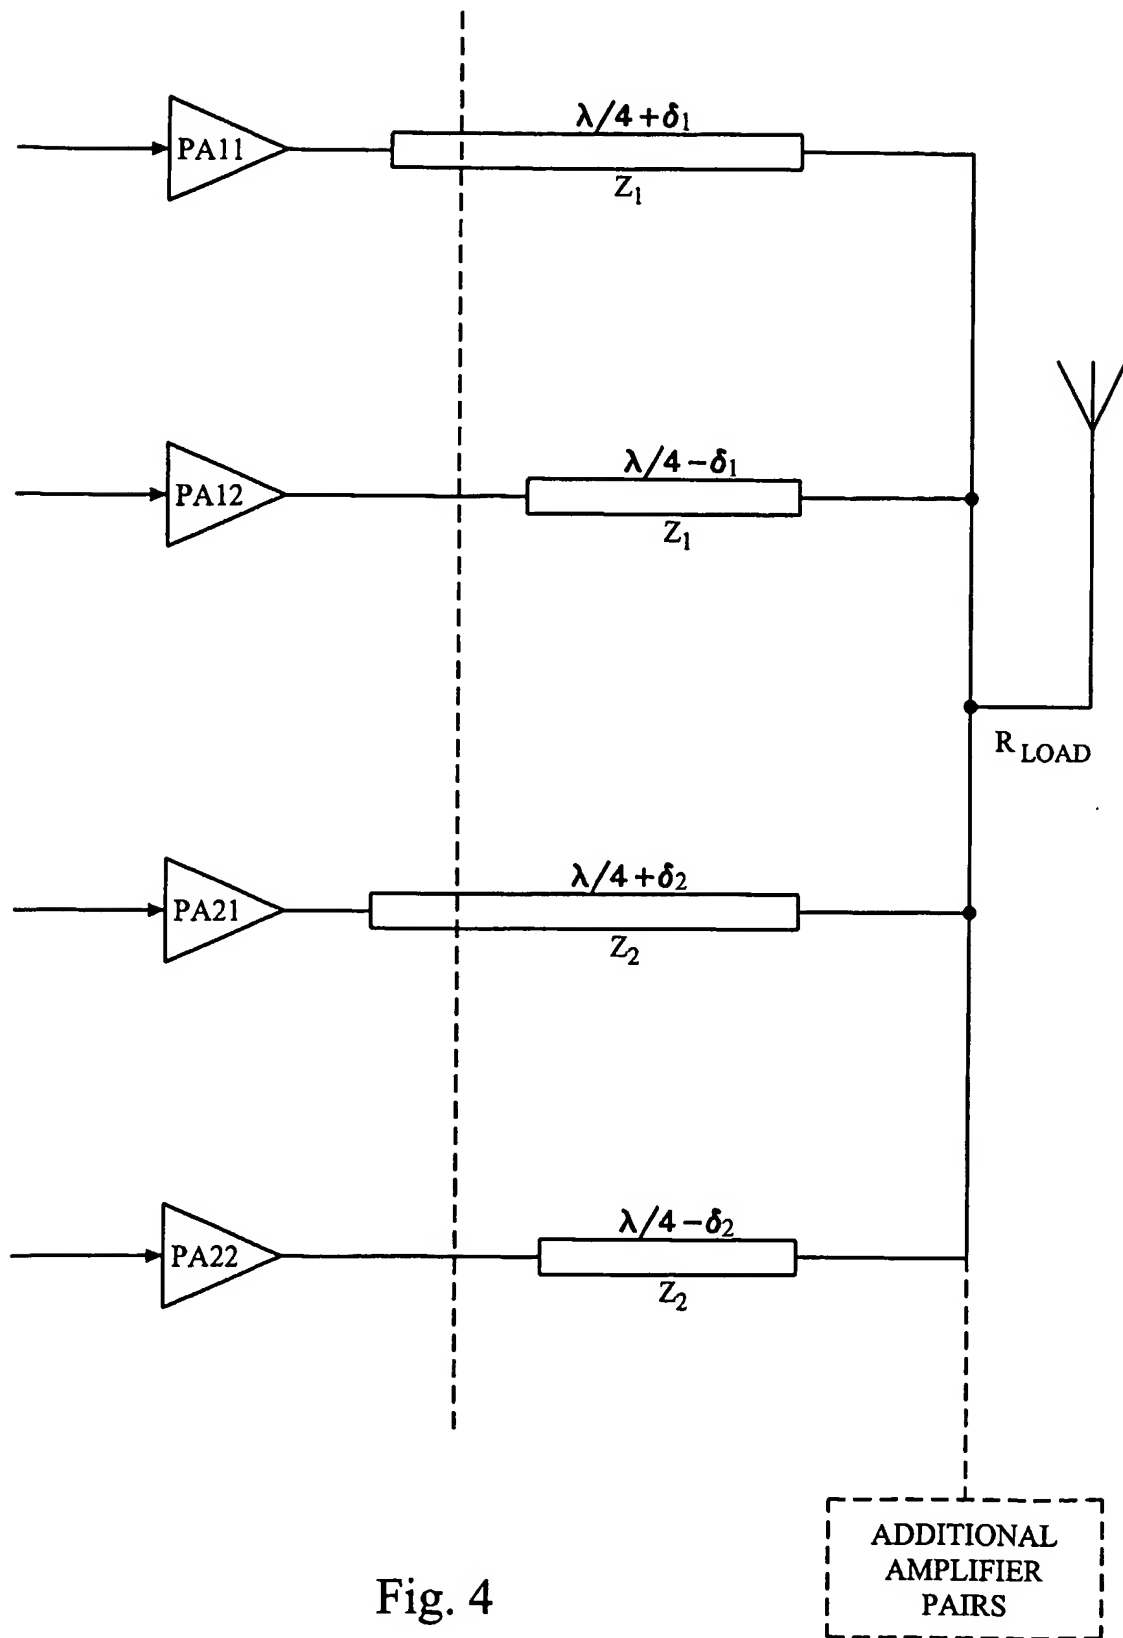 λ/4+δ₁
PA11
Z₁
λ/4−δ₁
PA12
Z₁
R LOAD
λ/4+δ₂
PA21
Z₂
λ/4−δ₂
PA22
Z₂
ADDITIONAL
AMPLIFIER
PAIRS
Fig. 4